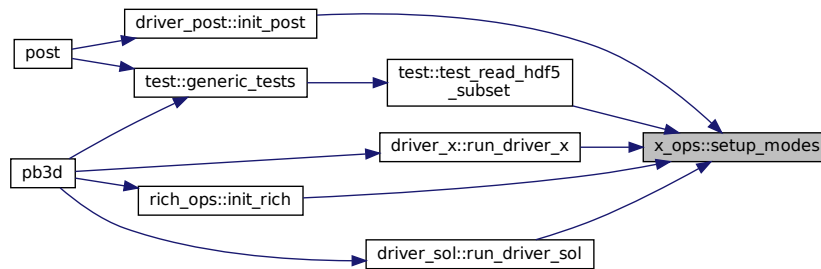 driver_post::init_post
post
test::generic_tests
test::test_read_hdf5
_subset
x_ops::setup_modes
driver_x::run_driver_x
pb3d
rich_ops::init_rich
driver_sol::run_driver_sol